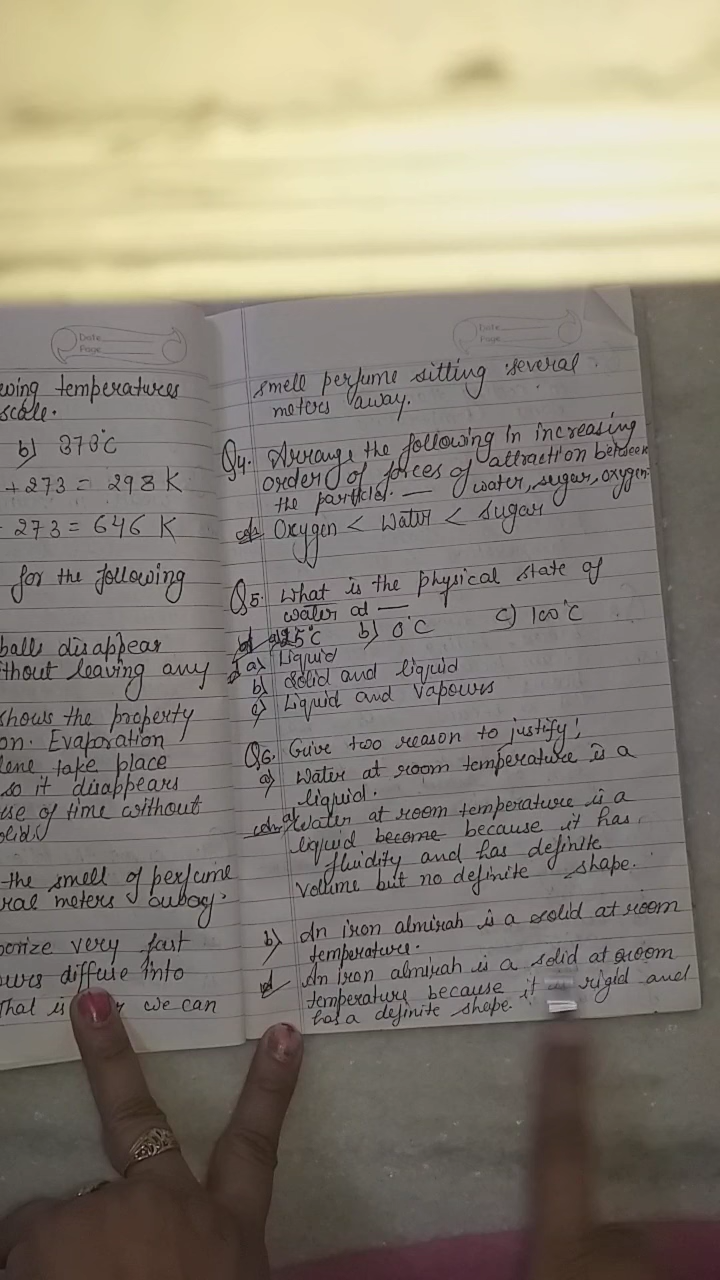 Date
Page
wing temperatures
scale.
b) 373°C
+273 = 298 K
273 = 646 K
for the following
balls disappear
ithout leaving any
shows the property
on. Evaporation
lene take place
so it disappears
use of time without
olids
the smell of perfume
ral meters
porize very fast
ours diffuse into
That is we can
Date
Page
smell perfume sitting several
meters away.
Q4. Arrange the following in increasing
order of forces of attraction between
the particles. — water, sugar, oxygen.
Oxygen < Water < Sugar
Q5. What is the physical state of
water at —
a) 25°C b) 0°C c) 100°C
a) Liquid
b) Solid and liquid
c) Liquid and Vapours
Q6. Give two reason to justify!
a) Water at room temperature is a
liquid.
a) Water at room temperature is a
liquid become because it has
fluidity and has definite
volume but no definite shape.
b) An iron almirah is a solid at room
temperature.
An iron almirah is a solid at room
temperature because it is rigid and
has a definite shape.